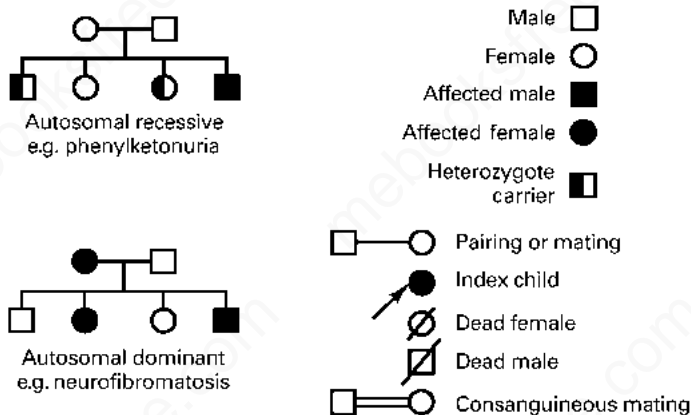 Male
Female
Affected male
Affected female
Heterozygote
carrier
Autosomal recessive
e.g. phenylketonuria
Pairing or mating
Index child
Dead female
Dead male
Consanguineous mating
Autosomal dominant
e.g. neurofibromatosis